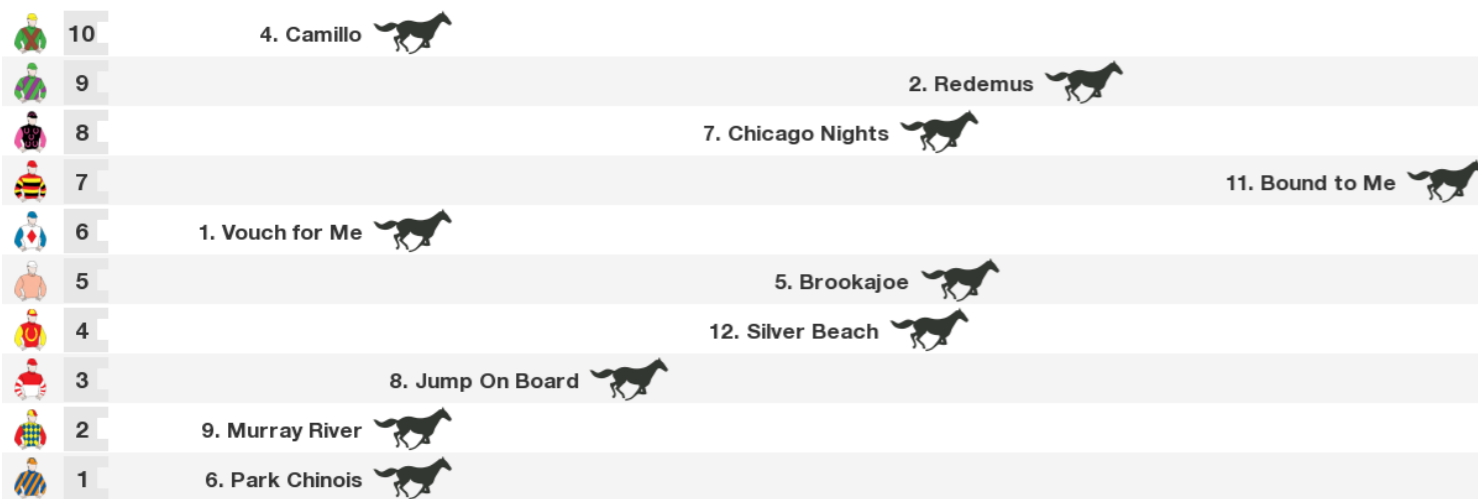 10 4. Camillo
9 2. Redemus
8 7. Chicago Nights
7 11. Bound to Me
6 1. Vouch for Me
5 5. Brookajoe
4 12. Silver Beach
3 8. Jump On Board
2 9. Murray River
1 6. Park Chinois